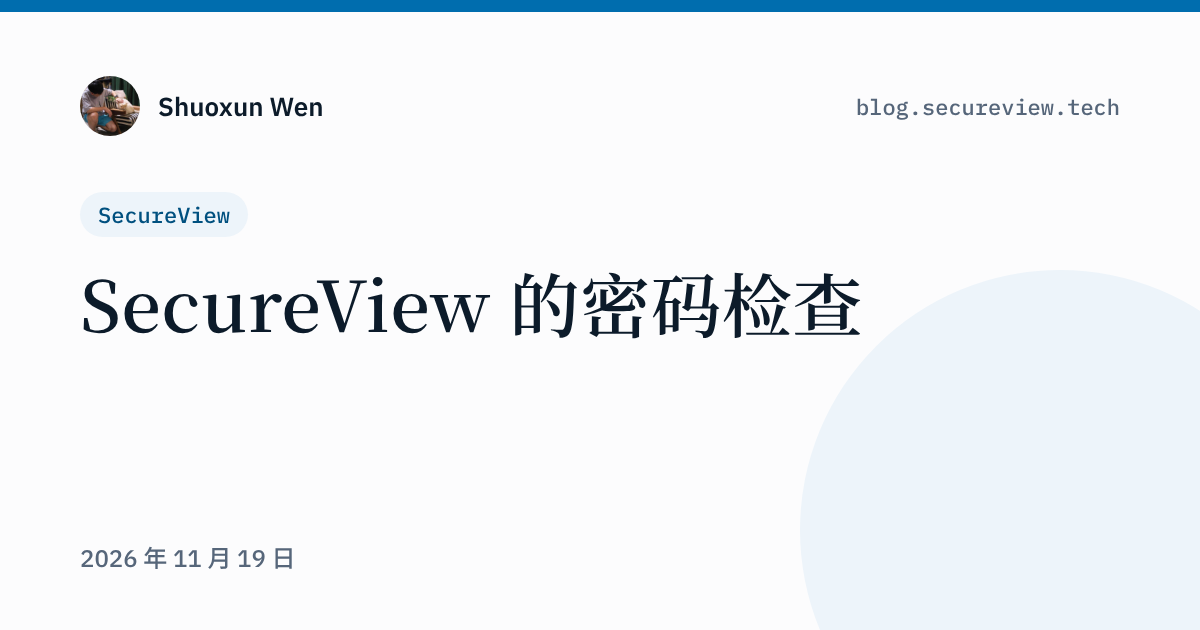 Shuoxun Wen
blog.secureview.tech
SecureView
SecureView 的密码检查
2026 年 11 月 19 日